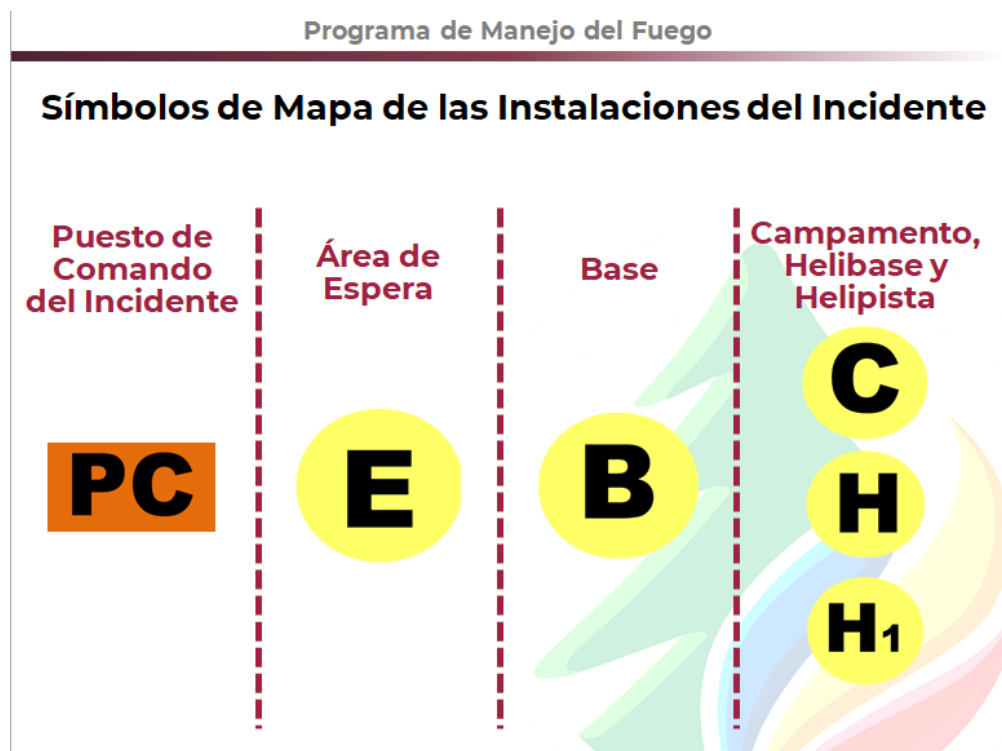 Programa de Manejo del Fuego
Símbolos de Mapa de las Instalaciones del Incidente
Puesto de
Comando
del Incidente
PC
Área de
Espera
E
Base
B
Campamento,
Helibase y
Helipista
C
H
H1